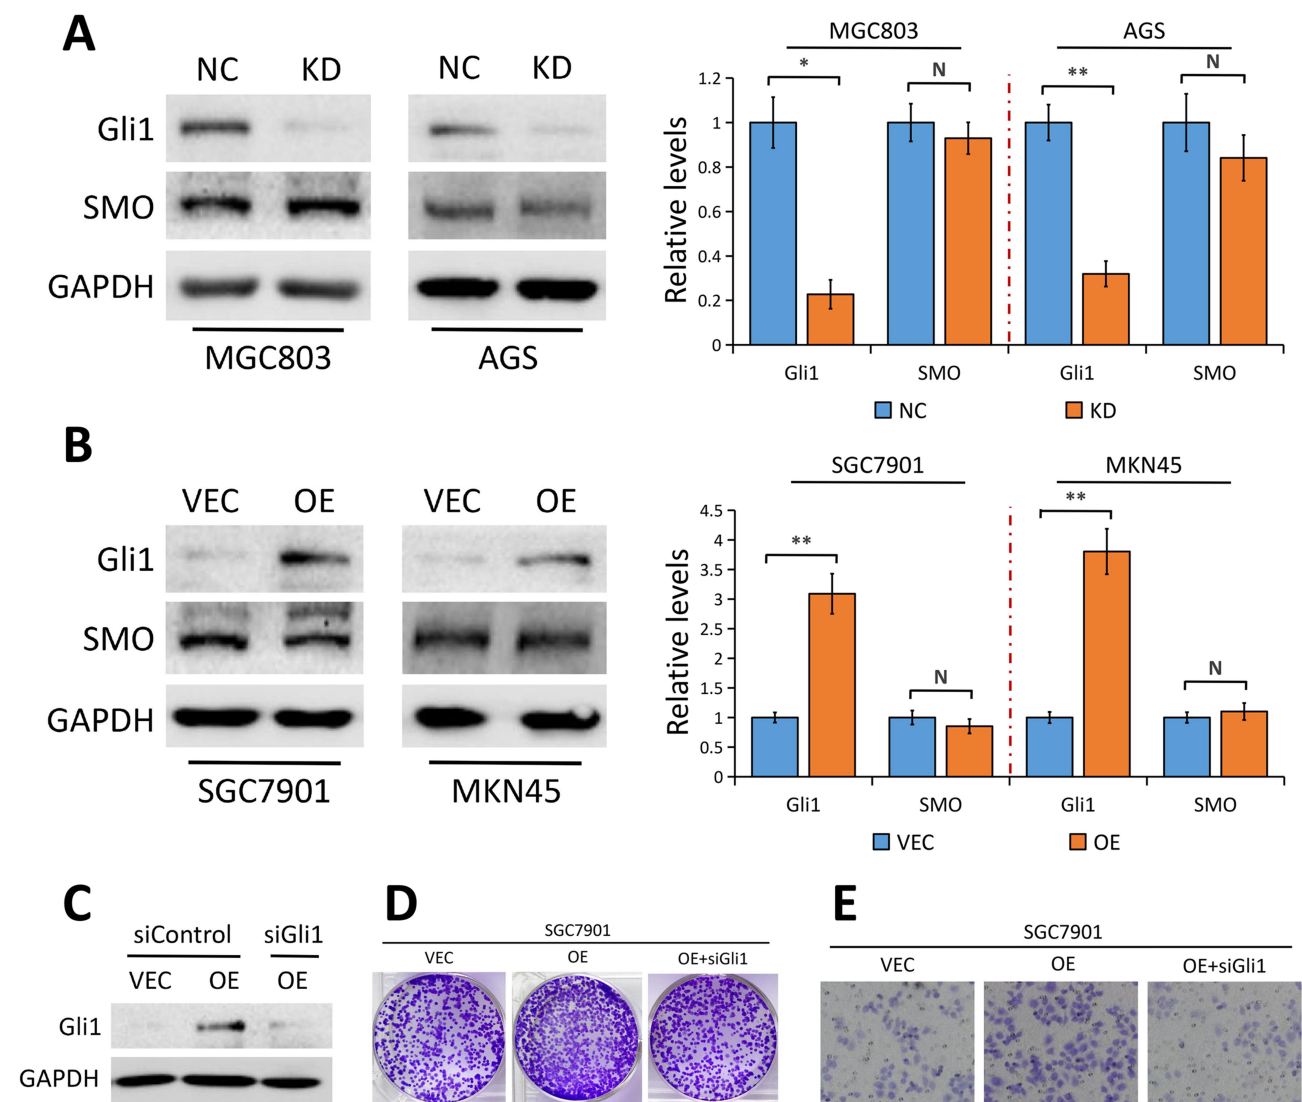 A
NC KD NC KD
Gli1
SMO
GAPDH
MGC803 AGS
MGC803 AGS
* N ** N
Relative levels
1.2
1
0.8
0.6
0.4
0.2
0
Gli1 SMO Gli1 SMO
NC KD
B
VEC OE VEC OE
Gli1
SMO
GAPDH
SGC7901 MKN45
SGC7901 MKN45
** N ** N
Relative levels
4.5
4
3.5
3
2.5
2
1.5
1
0.5
0
Gli1 SMO Gli1 SMO
VEC OE
C
siControl siGli1
VEC OE OE
Gli1
GAPDH
D
SGC7901
VEC OE OE+siGli1
E
SGC7901
VEC OE OE+siGli1